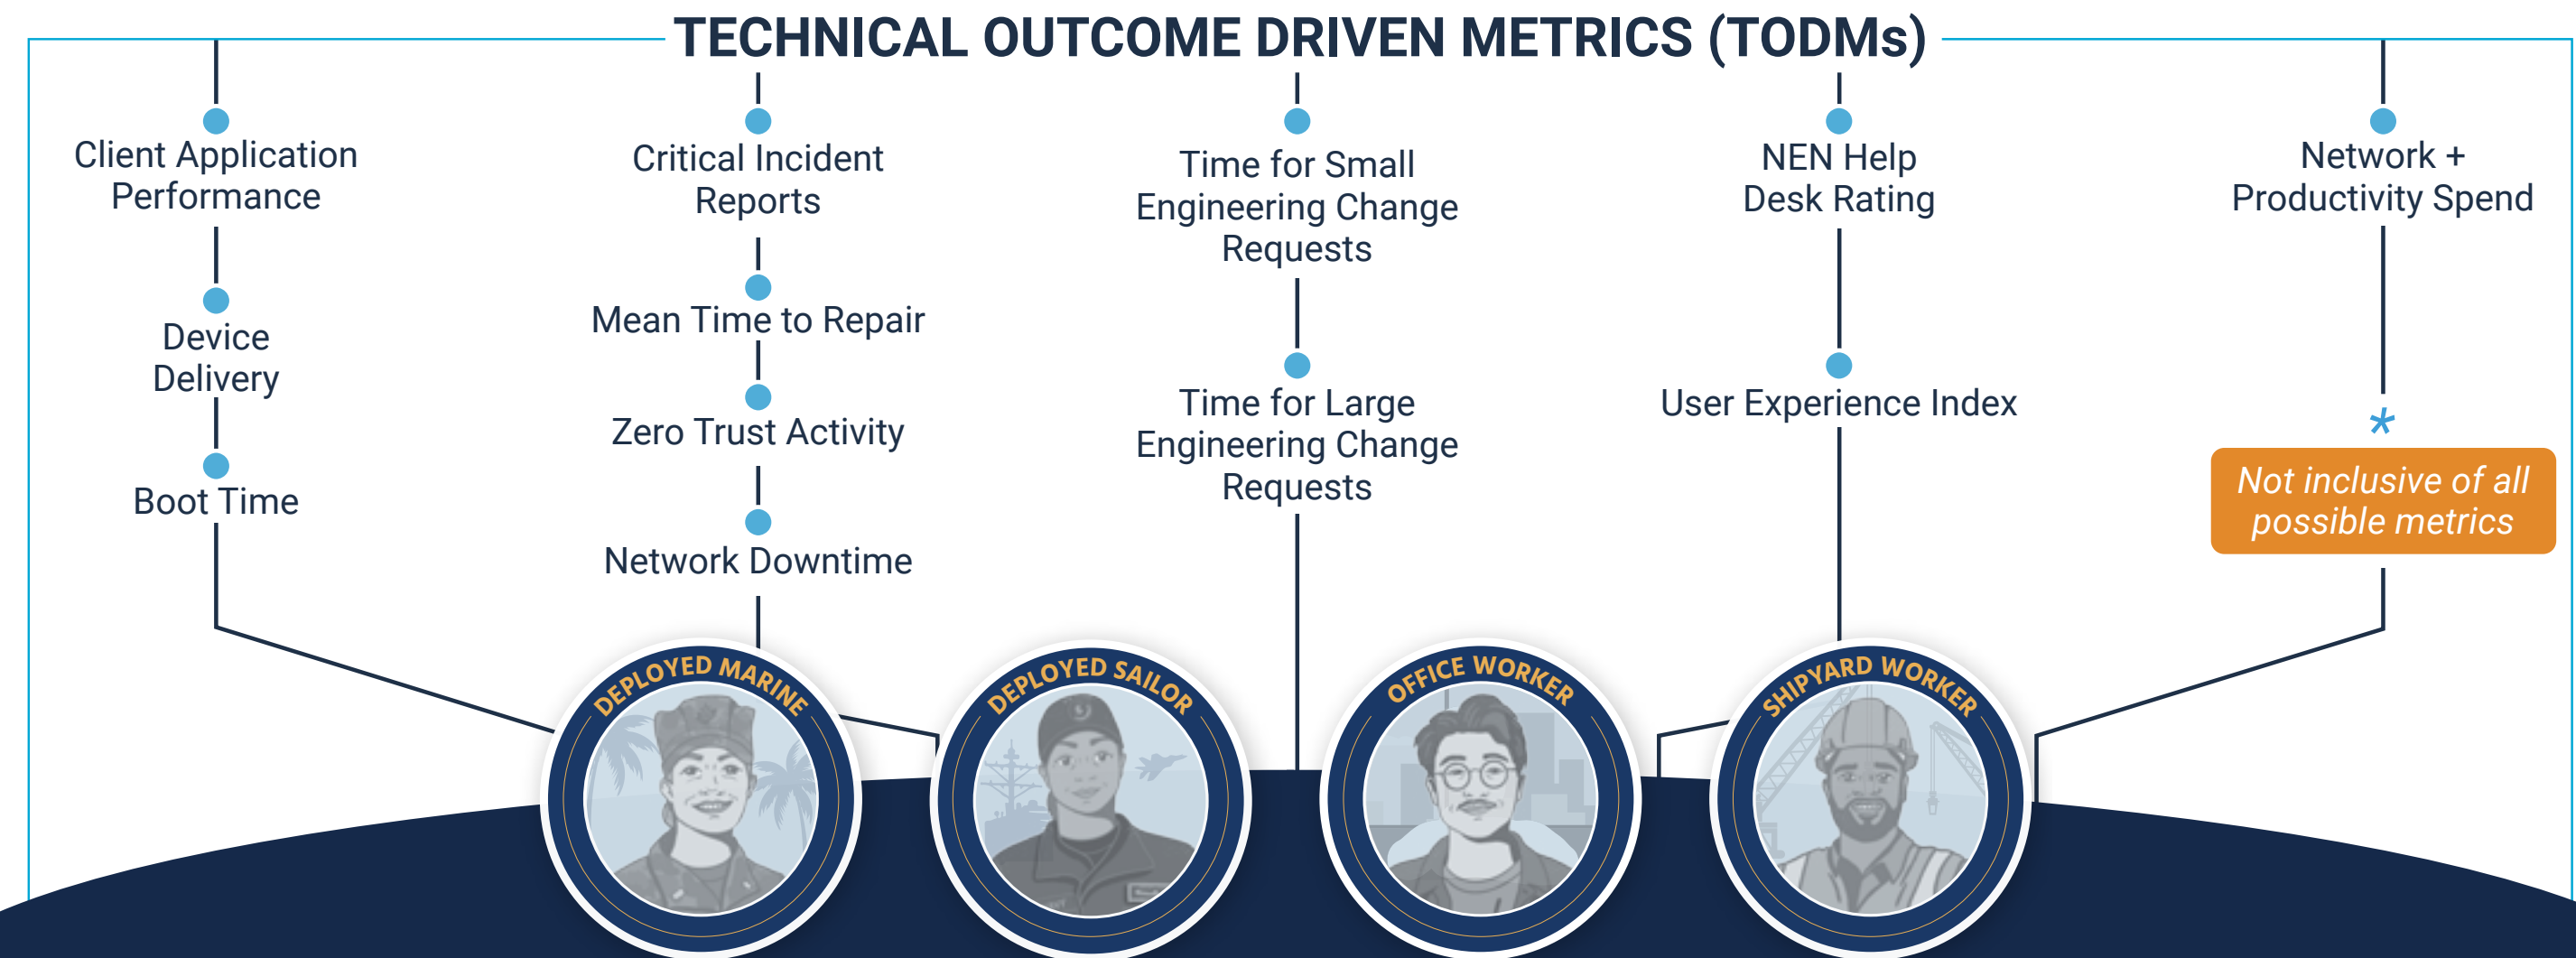 TECHNICAL OUTCOME DRIVEN METRICS (TODMs)
Client Application
Performance
Device
Delivery
Boot Time
Critical Incident
Reports
Mean Time to Repair
Zero Trust Activity
Network Downtime
Time for Small
Engineering Change
Requests
Time for Large
Engineering Change
Requests
NEN Help
Desk Rating
User Experience Index
Network +
Productivity Spend
*
Not inclusive of all
possible metrics
DEPLOYED MARINE
DEPLOYED SAILOR
OFFICE WORKER
SHIPYARD WORKER